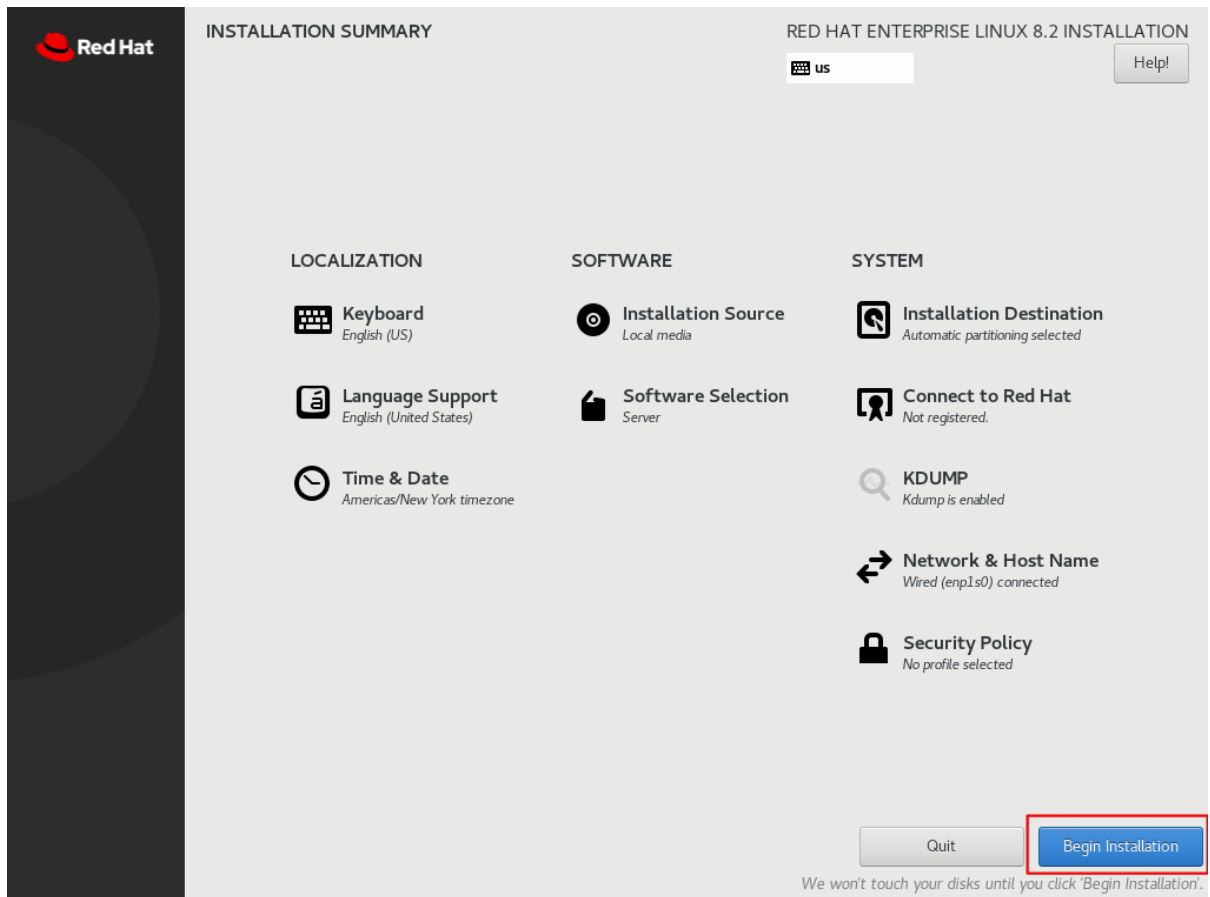 Red Hat
INSTALLATION SUMMARY
RED HAT ENTERPRISE LINUX 8.2 INSTALLATION
us
Help!
LOCALIZATION
Keyboard
English (US)
Language Support
English (United States)
Time & Date
Americas/New York timezone
SOFTWARE
Installation Source
Local media
Software Selection
Server
SYSTEM
Installation Destination
Automatic partitioning selected
Connect to Red Hat
Not registered.
KDUMP
Kdump is enabled
Network & Host Name
Wired (enp1s0) connected
Security Policy
No profile selected
Quit
Begin Installation
We won't touch your disks until you click 'Begin Installation'.